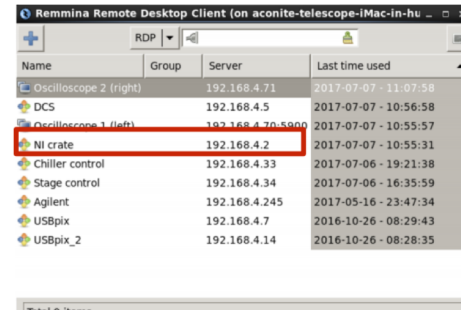 Remmina Remote Desktop Client (on aconite-telescope-iMac-in-hu
RDP
Name Group Server Last time used
Oscilloscope 2 (right) 192.168.4.71 2017-07-07 - 11:07:58
DCS 192.168.4.5 2017-07-07 - 10:56:58
Oscilloscope 1 (left) 192.168.4.70:5900 2017-07-07 - 10:55:57
NI crate 192.168.4.2 2017-07-07 - 10:55:31
Chiller control 192.168.4.33 2017-07-06 - 19:21:38
Stage control 192.168.4.34 2017-07-06 - 16:35:59
Agilent 192.168.4.245 2017-05-16 - 23:47:34
USBpix 192.168.4.7 2016-10-26 - 08:29:43
USBpix_2 192.168.4.14 2016-10-26 - 08:28:35